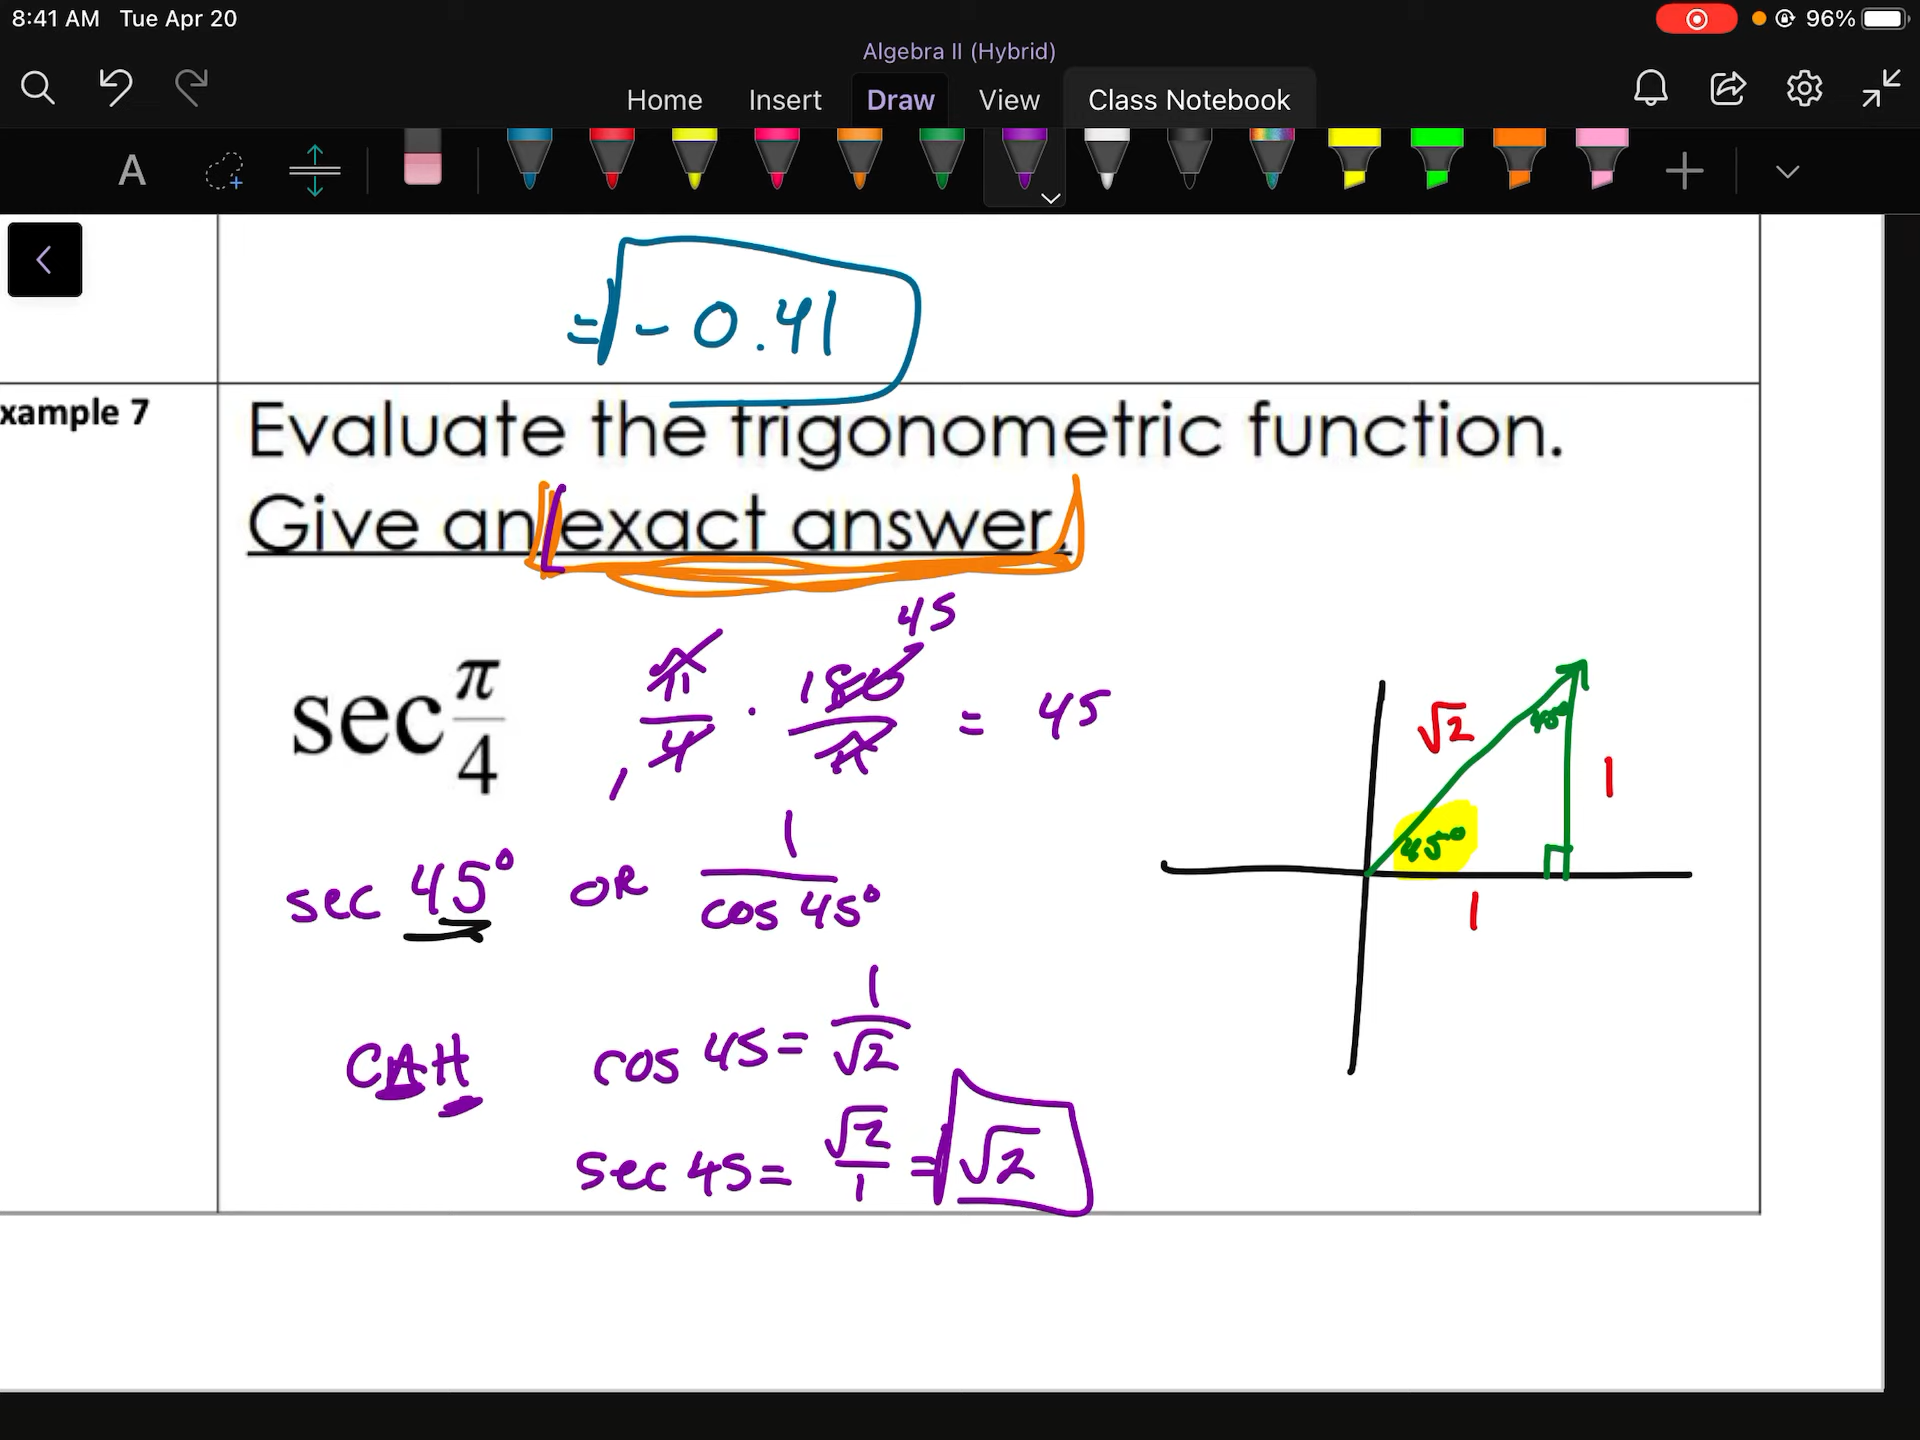 8:41 AM Tue Apr 20 96%
Algebra II (Hybrid)
Home Insert Draw View Class Notebook
A
= - 0.41
xample 7
Evaluate the trigonometric function.
Give an exact answer.
sec π/4
π/4 · 180/π = 45
45
1
sec 45° OR 1/cos 45°
CAH
cos 45 = 1/√2
sec 45 = √2/1 = √2
√2
45°
1
45°
1